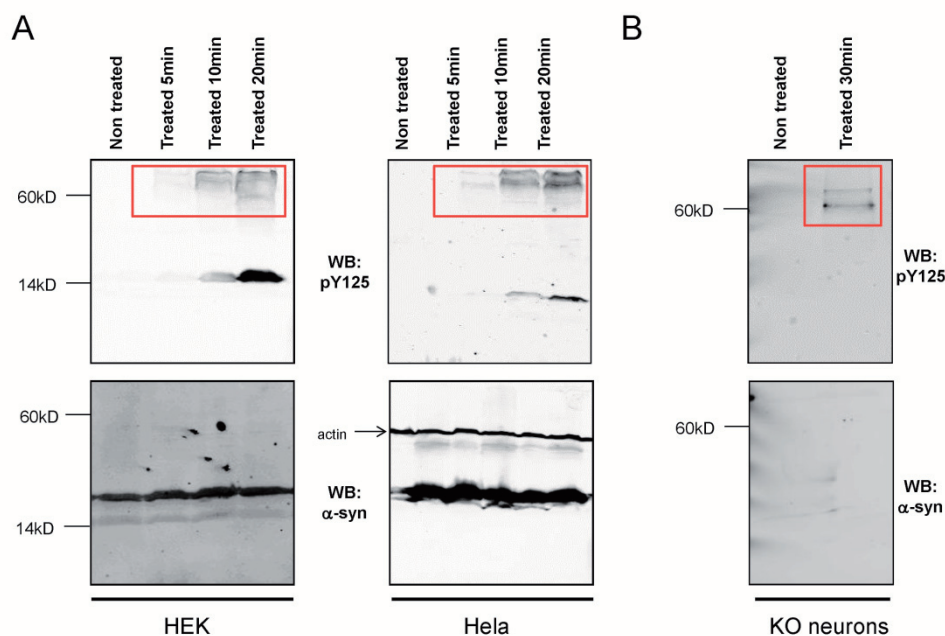 A
B
Non treated
Treated 5min
Treated 10min
Treated 20min
Non treated
Treated 5min
Treated 10min
Treated 20min
Non treated
Treated 30min
60kD
14kD
WB:
pY125
60kD
WB:
pY125
60kD
14kD
actin
WB:
α-syn
60kD
WB:
α-syn
HEK
Hela
KO neurons